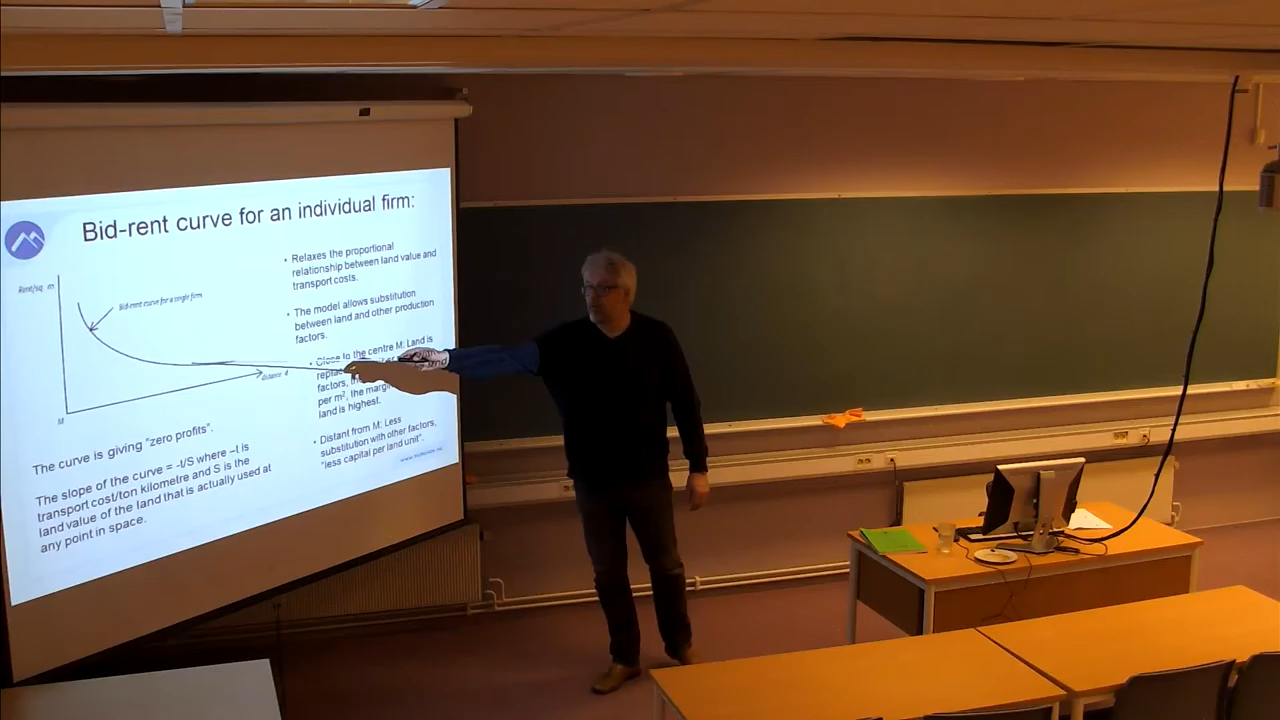 Bid-rent curve for an individual firm:
Rent/sq. m
Bid-rent curve for a single firm
distance d
M
The curve is giving "zero profits".
The slope of the curve = -t/S where –t is
transport cost/ton kilometre and S is the
land value of the land that is actually used at
any point in space.
• Relaxes the proportional
relationship between land value and
transport costs.
• The model allows substitution
between land and other production
factors.
• Close to the centre M: Land is
factors,
per m², the
land is highest.
• Distant from M: Less
substitution with other factors,
"less capital per land unit".